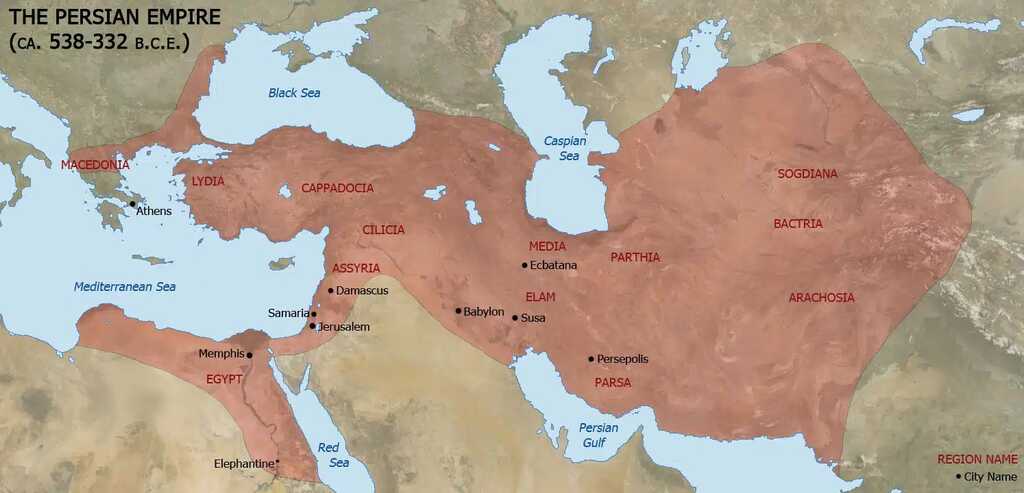 THE PERSIAN EMPIRE
(CA. 538-332 B.C.E.)
Black Sea
Caspian
Sea
MACEDONIA
LYDIA
CAPPADOCIA
SOGDIANA
Athens
BACTRIA
CILICIA
MEDIA
PARTHIA
Ecbatana
ASSYRIA
Mediterranean Sea
Damascus
ELAM
ARACHOSIA
Samaria
Babylon
Susa
Jerusalem
Memphis
Persepolis
EGYPT
PARSA
Persian
Gulf
Red
Sea
Elephantine
REGION NAME
City Name